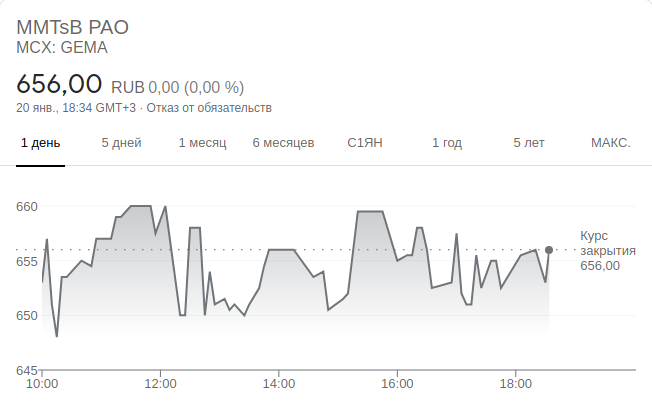 MMTsB PAO
MCX: GEMA
656,00 RUB 0,00 (0,00 %)
20 янв., 18:34 GMT+3 · Отказ от обязательств
1 день 5 дней 1 месяц 6 месяцев С1ЯН 1 год 5 лет МАКС.
660
655
650
645
Курс
закрытия
656,00
10:00 12:00 14:00 16:00 18:00